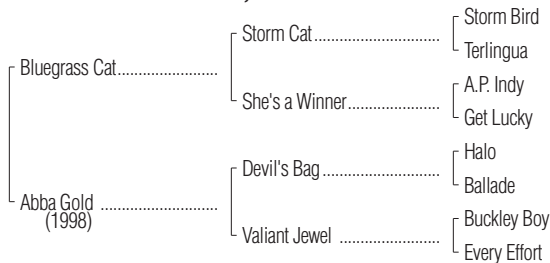 Storm Bird
Storm Cat
Terlingua
Bluegrass Cat
A.P. Indy
She's a Winner
Get Lucky
Halo
Devil's Bag
Ballade
Abba Gold
(1998)
Buckley Boy
Valiant Jewel
Every Effort